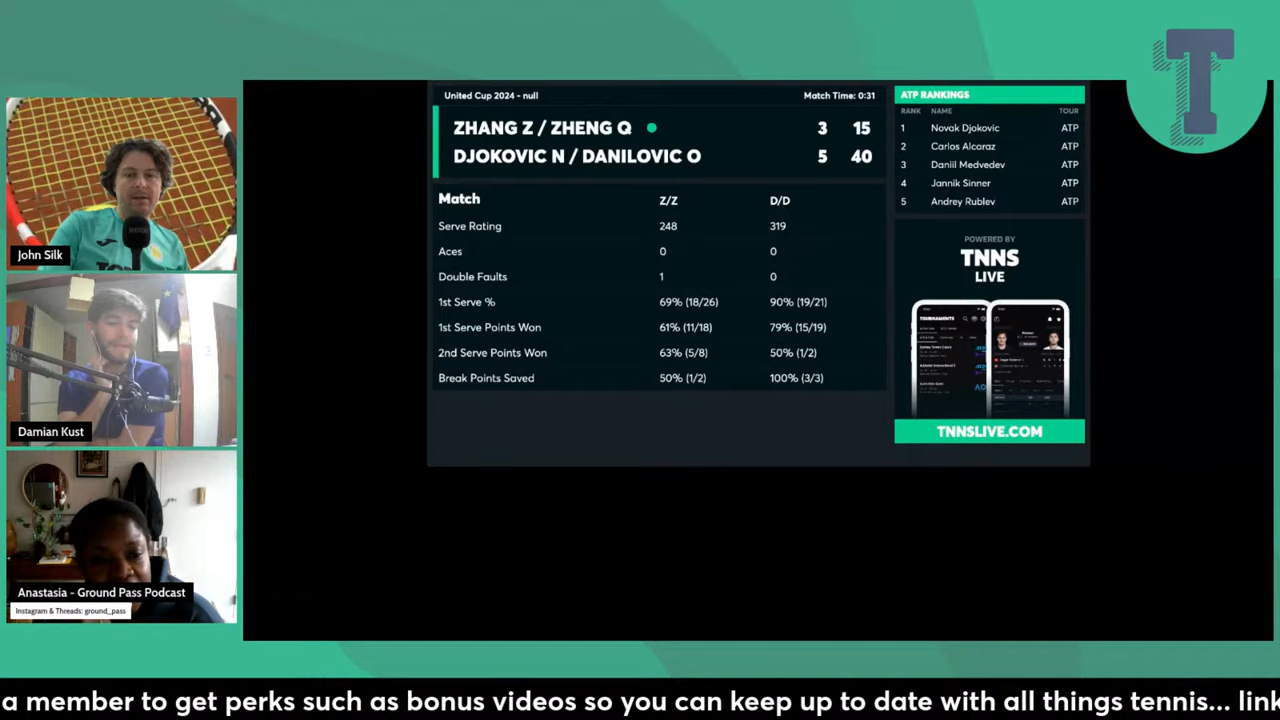 John Silk
Damian Kust
Anastasia - Ground Pass Podcast
Instagram & Threads: ground_pass
United Cup 2024 - null Match Time: 0:31
ZHANG Z / ZHENG Q 3 15
DJOKOVIC N / DANILOVIC O 5 40
Match Z/Z D/D
Serve Rating 248 319
Aces 0 0
Double Faults 1 0
1st Serve % 69% (18/26) 90% (19/21)
1st Serve Points Won 61% (11/18) 79% (15/19)
2nd Serve Points Won 63% (5/8) 50% (1/2)
Break Points Saved 50% (1/2) 100% (3/3)
ATP RANKINGS
RANK NAME TOUR
1 Novak Djokovic ATP
2 Carlos Alcaraz ATP
3 Daniil Medvedev ATP
4 Jannik Sinner ATP
5 Andrey Rublev ATP
POWERED BY
TNNS
LIVE
TOURNAMENTS
TNNSLIVE.COM
T
a member to get perks such as bonus videos so you can keep up to date with all things tennis... link